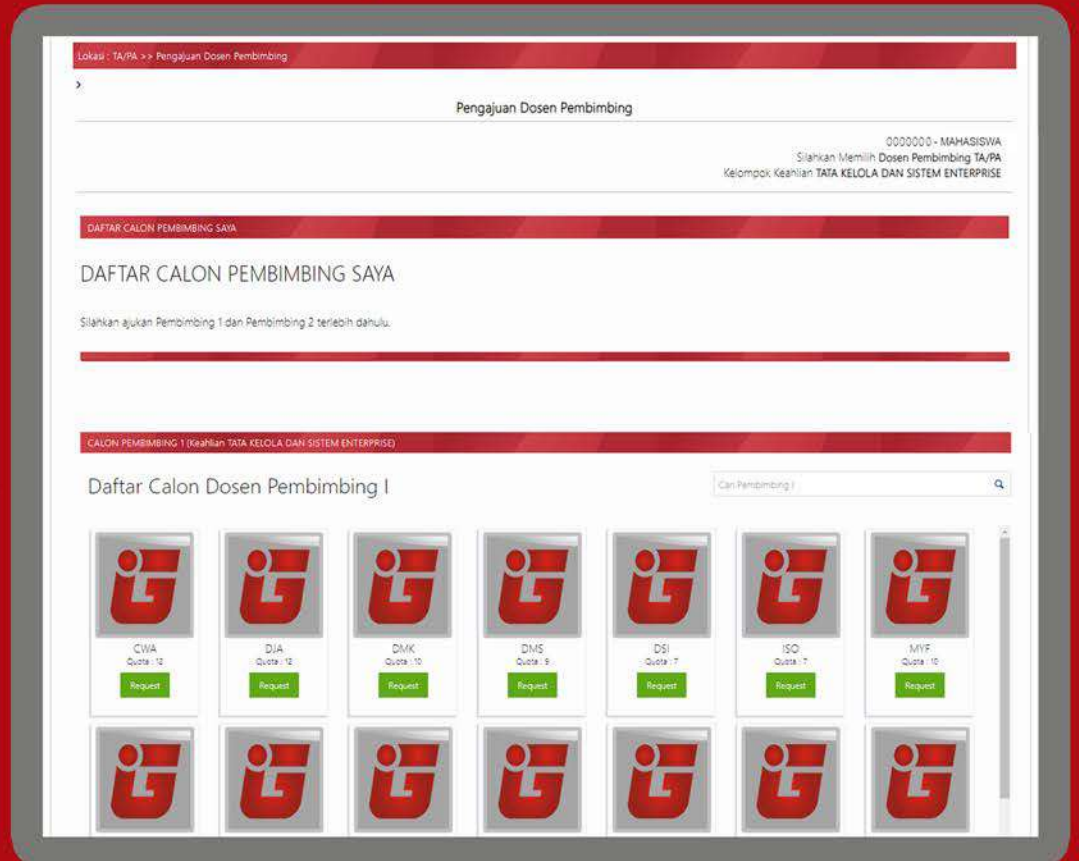 Lokasi : TA/PA >> Pengajuan Dosen Pembimbing
>
Pengajuan Dosen Pembimbing
0000000 - MAHASISWA
Silahkan Memilih Dosen Pembimbing TA/PA
Kelompok Keahlian TATA KELOLA DAN SISTEM ENTERPRISE
DAFTAR CALON PEMBIMBING SAYA
DAFTAR CALON PEMBIMBING SAYA
Silahkan ajukan Pembimbing 1 dan Pembimbing 2 terlebih dahulu.
CALON PEMBIMBING 1 (Keahlian TATA KELOLA DAN SISTEM ENTERPRISE)
Daftar Calon Dosen Pembimbing I
Cari Pembimbing I
CWA
Quota : 12
Request
DJA
Quota : 12
Request
DMK
Quota : 10
Request
DMS
Quota : 9
Request
DSI
Quota : 7
Request
ISO
Quota : 7
Request
MYF
Quota : 10
Request